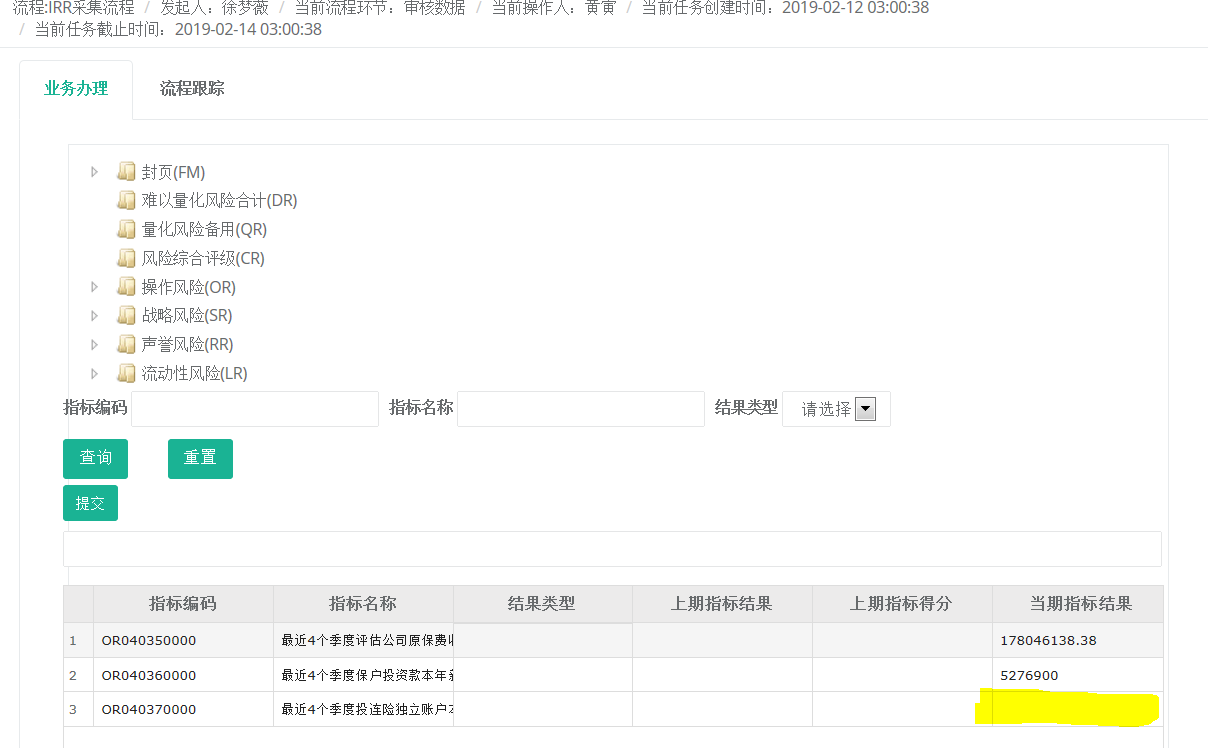 流程:IRR采集流程 / 发起人：徐梦薇 / 当前流程环节：审核数据 / 当前操作人：黄寅 / 当前任务创建时间：2019-02-12 03:00:38
/ 当前任务截止时间：2019-02-14 03:00:38
业务办理 流程跟踪
封页(FM)
难以量化风险合计(DR)
量化风险备用(QR)
风险综合评级(CR)
操作风险(OR)
战略风险(SR)
声誉风险(RR)
流动性风险(LR)
指标编码 指标名称 结果类型 请选择
查询 重置
提交
指标编码 指标名称 结果类型 上期指标结果 上期指标得分 当期指标结果
1 OR040350000 最近4个季度评估公司原保费 178046138.38
2 OR040360000 最近4个季度保户投资款本年 5276900
3 OR040370000 最近4个季度投连险独立账户